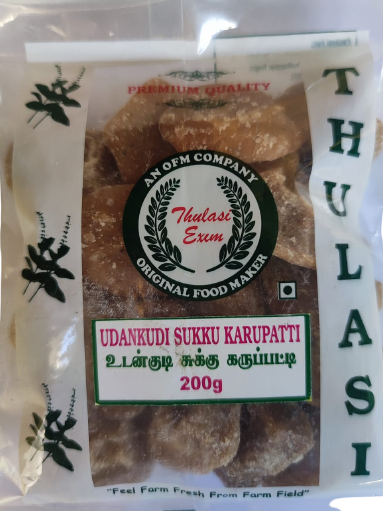 PREMIUM QUALITY
AN OFM COMPANY
Thulasi
Exim
ORIGINAL FOOD MAKER
THULASI
UDANKUDI SUKKU KARUPATTI
உடன்குடி சுக்கு கருப்பட்டி
200g
"Feel Farm Fresh From Farm Field"